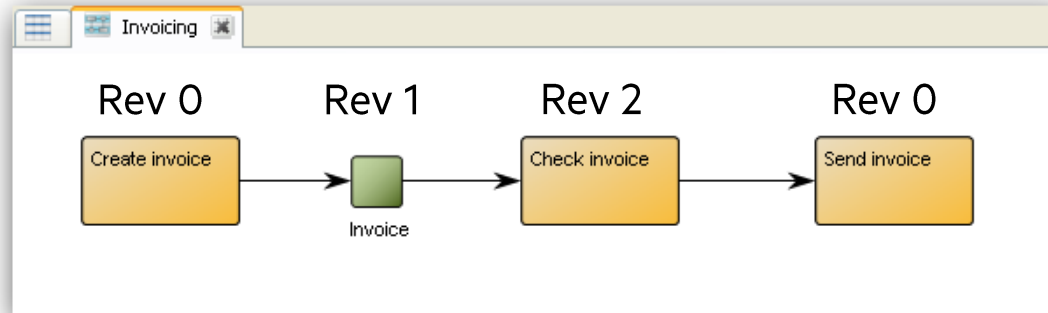 Invoicing
Rev 0 Rev 1 Rev 2 Rev 0
Create invoice Check invoice Send invoice
Invoice